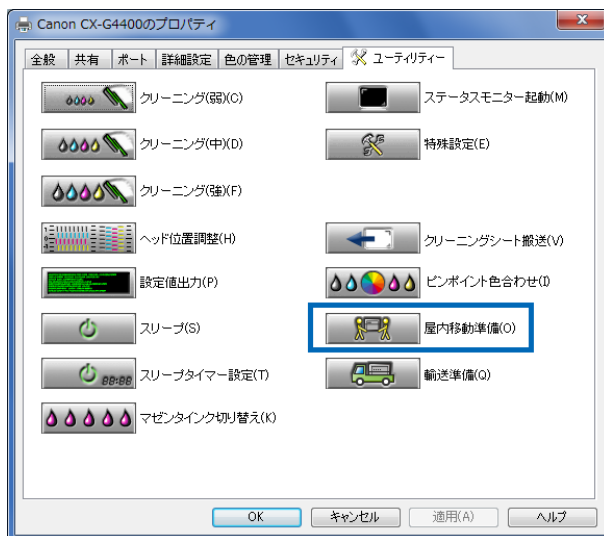 Canon CX-G4400のプロパティ
全般 共有 ポート 詳細設定 色の管理 セキュリティ ユーティリティー
クリーニング(弱)(C)
ステータスモニター起動(M)
クリーニング(中)(D)
特殊設定(E)
クリーニング(強)(F)
ヘッド位置調整(H)
クリーニングシート搬送(V)
設定値出力(P)
ピンポイント色合わせ(I)
スリープ(S)
屋内移動準備(O)
88:88
スリープタイマー設定(T)
輸送準備(Q)
マゼンタインク切り替え(K)
OK キャンセル 適用(A) ヘルプ